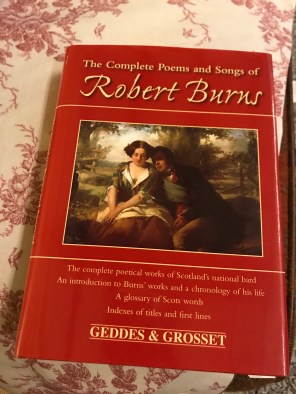 The Complete Poems and Songs of
Robert Burns
The complete poetical works of Scotland's national bard
An introduction to Burns' works and a chronology of his life
A glossary of Scots words
Indexes of titles and first lines
GEDDES & GROSSET